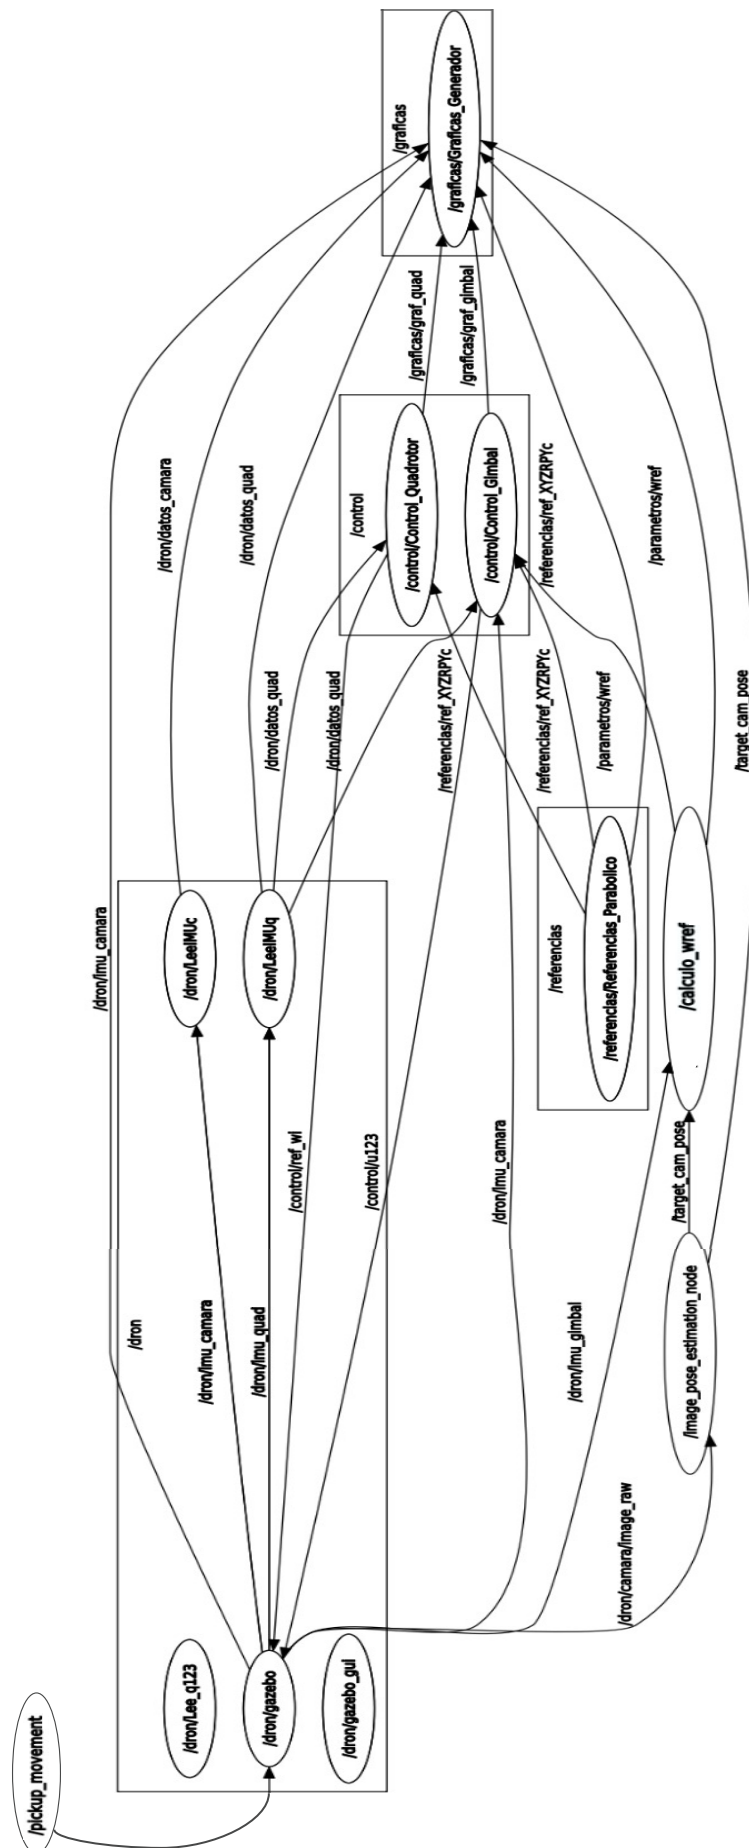 /pickup_movement
/dron/Lee_q123
/dron/gazebo
/dron/gazebo_gui
/dron
/dron/imu_camara
/dron/imu_camara
/dron/imu_quad
/control/ref_wi
/control/u123
/dron/imu_camara
/dron/imu_gimbal
/dron/camara/image_raw
/image_pose_estimation_node
/target_cam_pose
/calculo_wref
/dron/LeeIMUc
/dron/LeeIMUq
/referencias
/referencias/Referencias_Parabolico
/dron/datos_camara
/dron/datos_quad
/dron/datos_quad
/dron/datos_quad
/referencias/ref_XYZRPYc
/referencias/ref_XYZRPYc
/parametros/wref
/target_cam_pose
/control
/control/Control_Quadrotor
/control/Control_Gimbal
/referencias/ref_XYZRPYc
/parametros/wref
/graficas/graf_quad
/graficas/graf_gimbal
/graficas
/graficas/Graficas_Generador